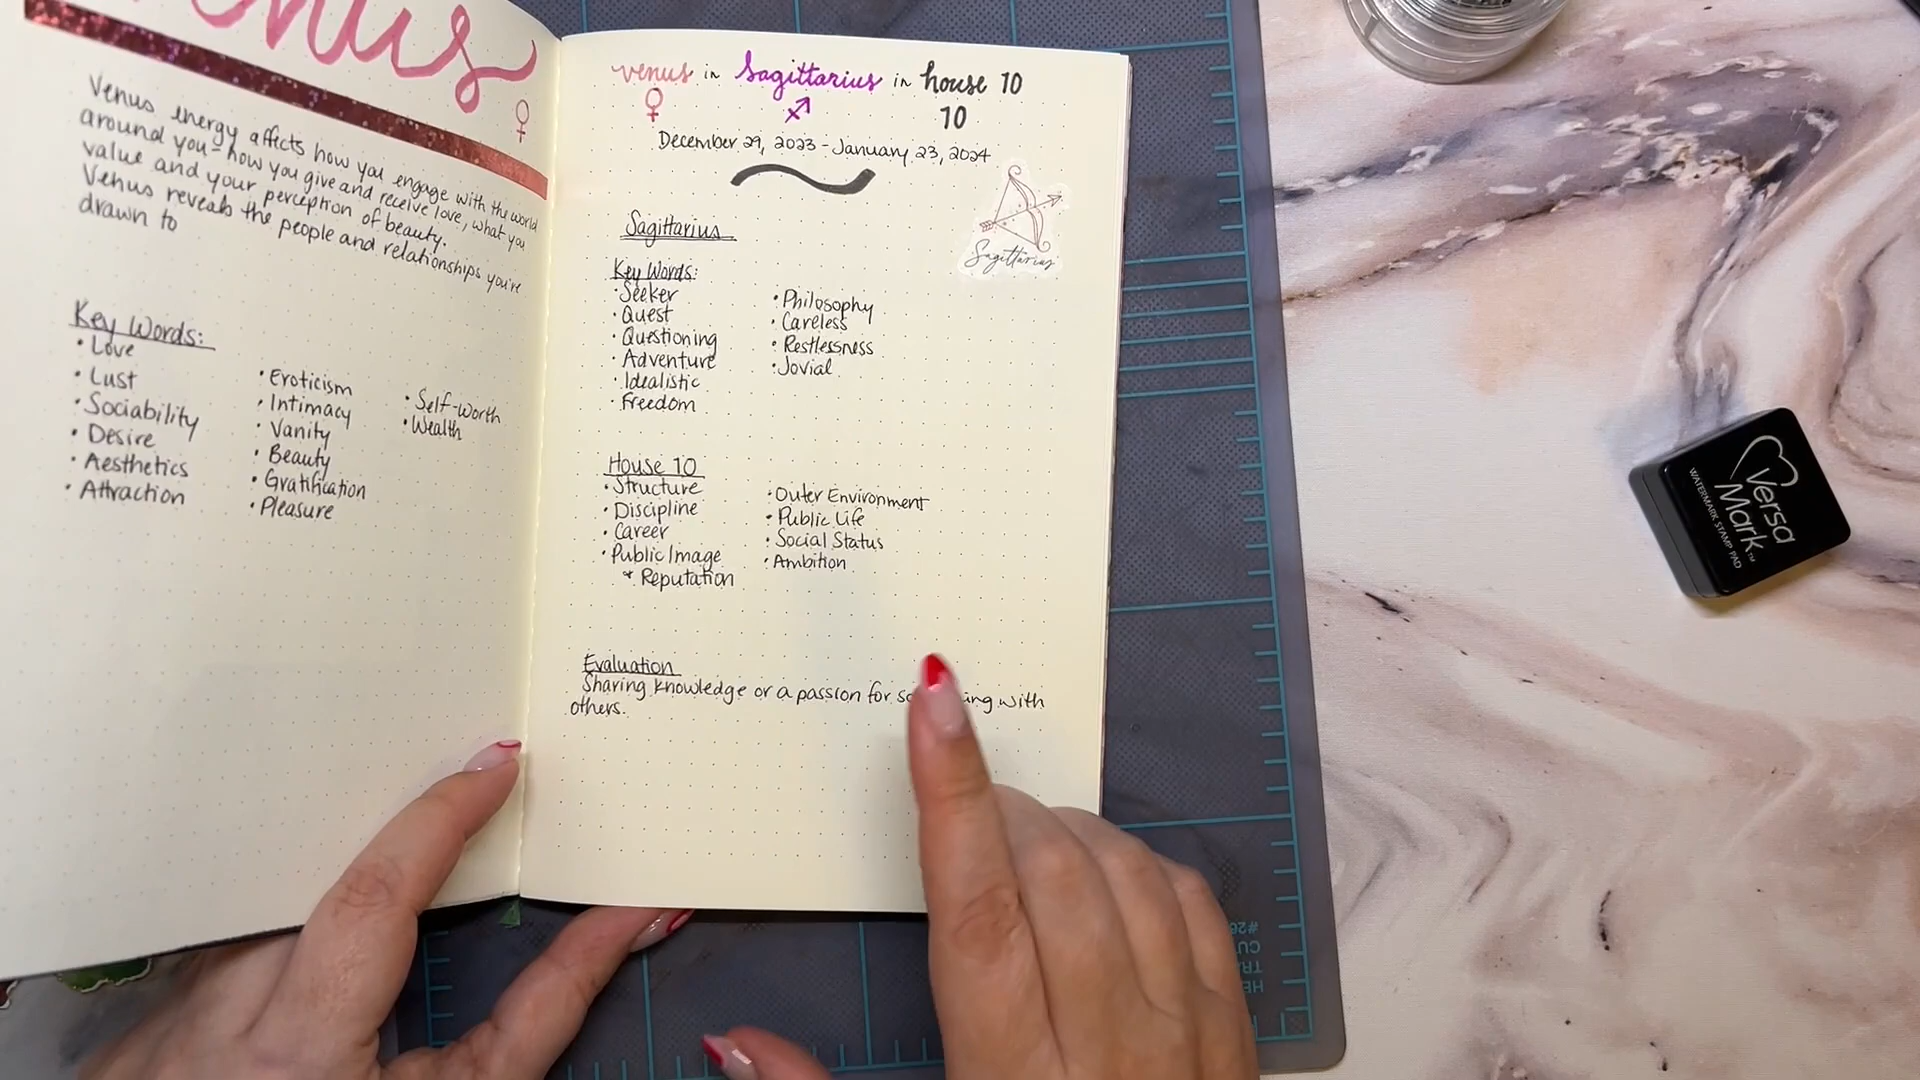 Venus
♀
Venus energy affects how you engage with the world
around you - how you give and receive love, what you
value and your perception of beauty.
Venus reveals the people and relationships you're
drawn to
Key Words:
• Love
• Lust
• Sociability
• Desire
• Aesthetics
• Attraction
• Eroticism
• Intimacy
• Vanity
• Beauty
• Gratification
• Pleasure
• Self-worth
• Wealth
venus in Sagittarius in house 10
♀ ♐ 10
December 29, 2023 - January 23, 2024
Sagittarius
Sagittarius
Key Words:
• Seeker
• Quest
• Questioning
• Adventure
• Idealistic
• Freedom
• Philosophy
• Careless
• Restlessness
• Jovial
House 10
• Structure
• Discipline
• Career
• Public Image
* Reputation
• Outer Environment
• Public Life
• Social Status
• Ambition
Evaluation
Sharing knowledge or a passion for with
others.
Versa
Mark™
WATERMARK STAMP PAD